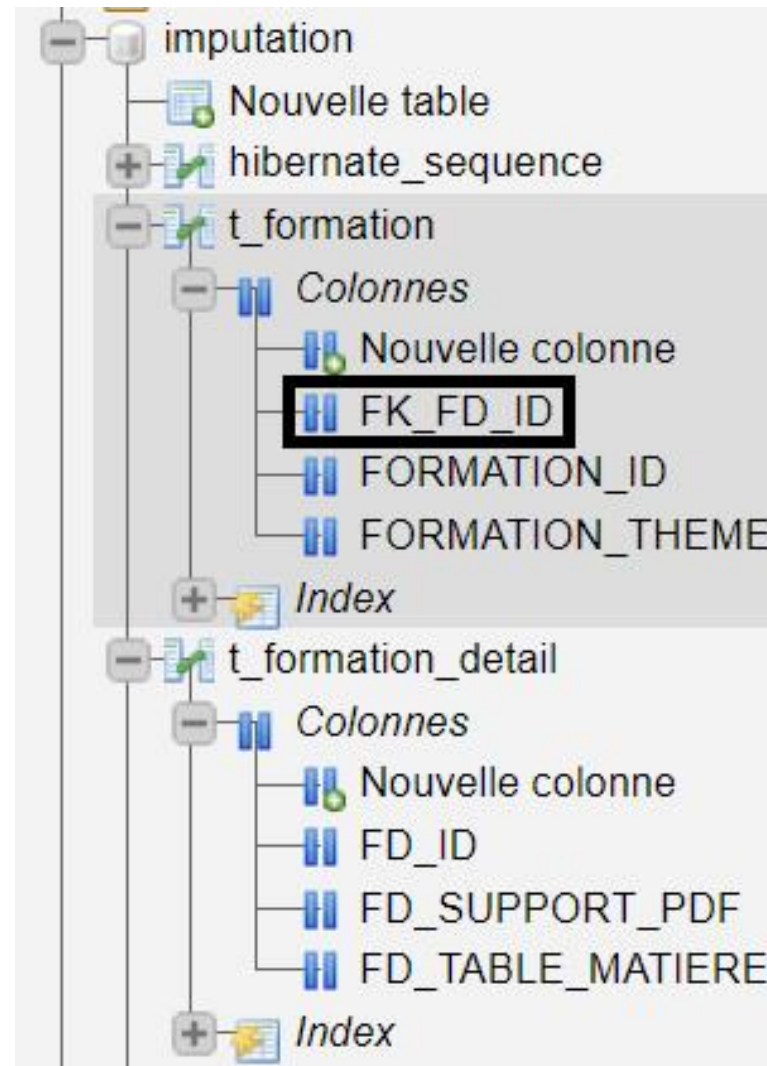 imputation
Nouvelle table
hibernate_sequence
t_formation
Colonnes
Nouvelle colonne
FK_FD_ID
FORMATION_ID
FORMATION_THEME
Index
t_formation_detail
Colonnes
Nouvelle colonne
FD_ID
FD_SUPPORT_PDF
FD_TABLE_MATIERE
Index